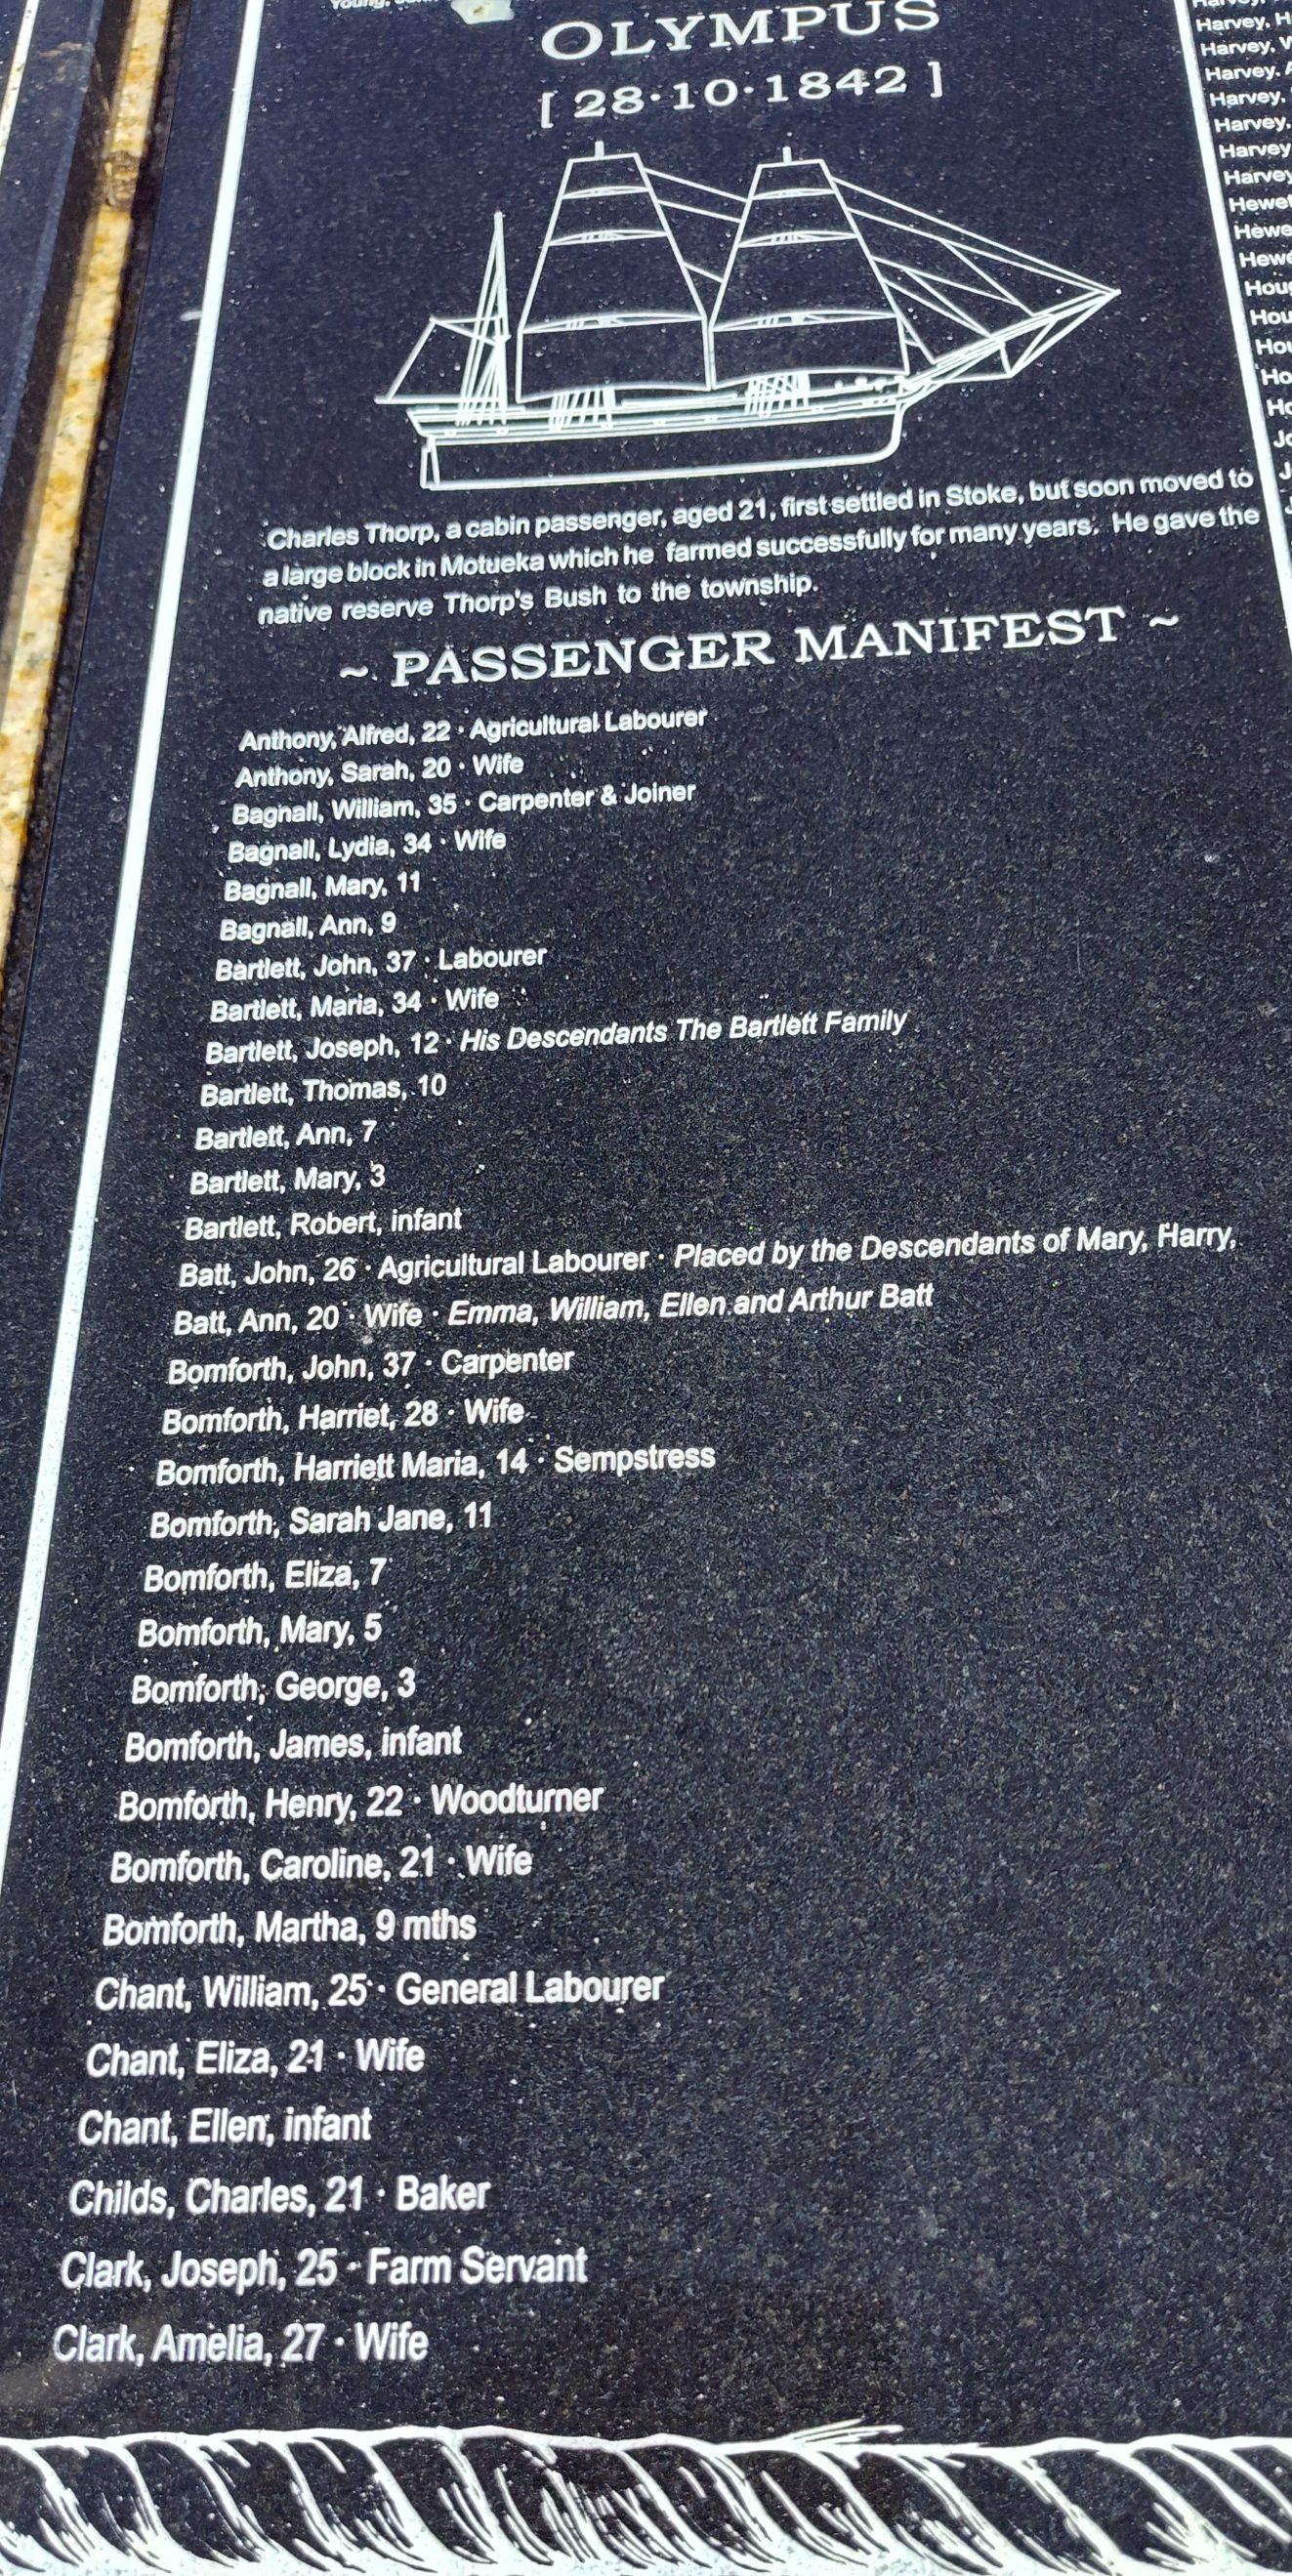 OLYMPUS
[ 28·10·1842 ]
Charles Thorp, a cabin passenger, aged 21, first settled in Stoke, but soon moved to
a large block in Motueka which he farmed successfully for many years. He gave the
native reserve Thorp's Bush to the township.
~ PASSENGER MANIFEST ~
Anthony, Alfred, 22 · Agricultural Labourer
Anthony, Sarah, 20 · Wife
Bagnall, William, 35 · Carpenter & Joiner
Bagnall, Lydia, 34 · Wife
Bagnall, Mary, 11
Bagnall, Ann, 9
Bartlett, John, 37 · Labourer
Bartlett, Maria, 34 · Wife
Bartlett, Joseph, 12 · His Descendants The Bartlett Family
Bartlett, Thomas, 10
Bartlett, Ann, 7
Bartlett, Mary, 3
Bartlett, Robert, infant
Batt, John, 26 · Agricultural Labourer · Placed by the Descendants of Mary, Harry,
Batt, Ann, 20 · Wife · Emma, William, Ellen and Arthur Batt
Bomforth, John, 37 · Carpenter
Bomforth, Harriet, 28 · Wife
Bomforth, Harriett Maria, 14 · Sempstress
Bomforth, Sarah Jane, 11
Bomforth, Eliza, 7
Bomforth, Mary, 5
Bomforth, George, 3
Bomforth, James, infant
Bomforth, Henry, 22 · Woodturner
Bomforth, Caroline, 21 · Wife
Bomforth, Martha, 9 mths
Chant, William, 25 · General Labourer
Chant, Eliza, 21 · Wife
Chant, Ellen, infant
Childs, Charles, 21 · Baker
Clark, Joseph, 25 · Farm Servant
Clark, Amelia, 27 · Wife
Harvey, H
Harvey, W
Harvey, A
Harvey,
Harvey,
Harvey
Harvey